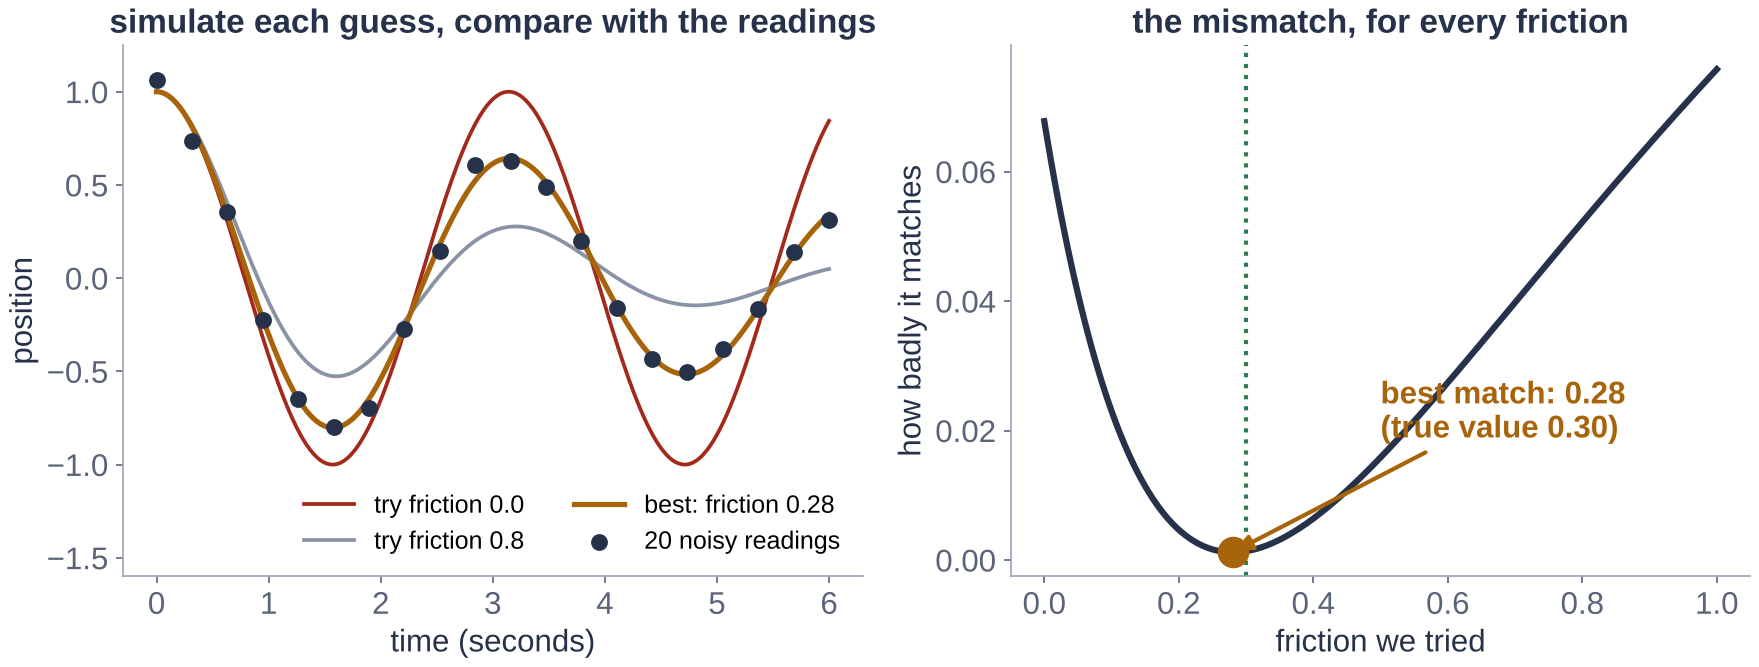 simulate each guess, compare with the readings
position
1.0
0.5
0.0
−0.5
−1.0
−1.5
try friction 0.0
try friction 0.8
best: friction 0.28
20 noisy readings
0 1 2 3 4 5 6
time (seconds)
the mismatch, for every friction
how badly it matches
0.06
0.04
0.02
0.00
best match: 0.28
(true value 0.30)
0.0 0.2 0.4 0.6 0.8 1.0
friction we tried